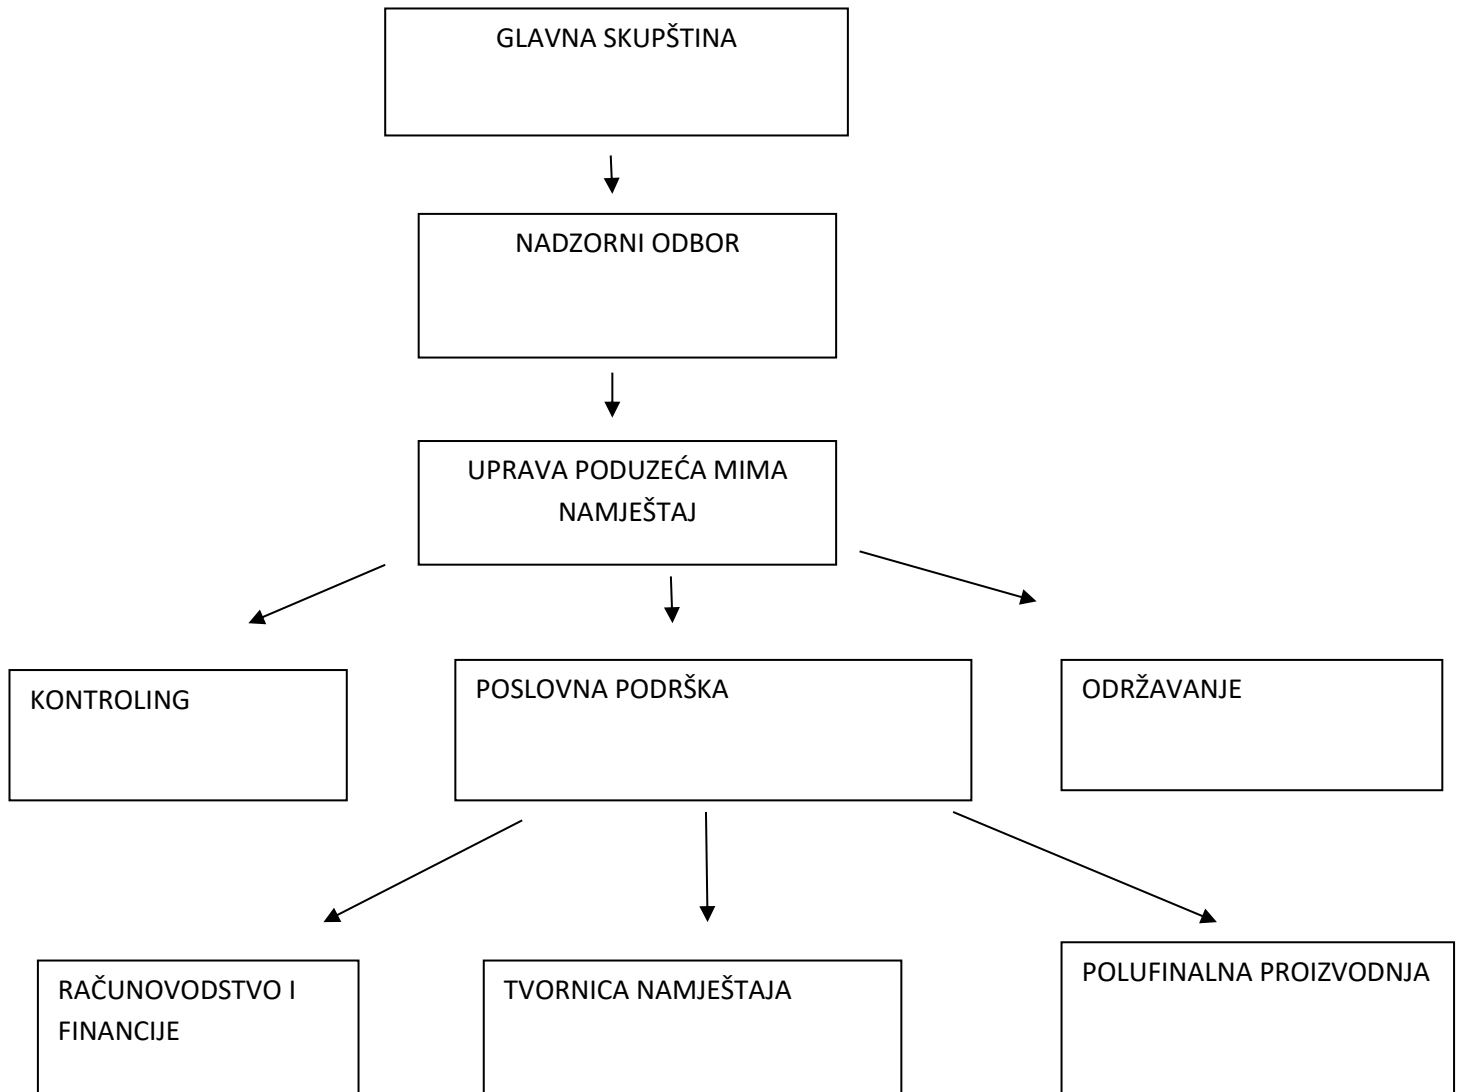 GLAVNA SKUPŠTINA
NADZORNI ODBOR
UPRAVA PODUZEĆA MIMA
NAMJEŠTAJ
KONTROLING
POSLOVNA PODRŠKA
ODRŽAVANJE
RAČUNOVODSTVO I
FINANCIJE
TVORNICA NAMJEŠTAJA
POLUFINALNA PROIZVODNJA